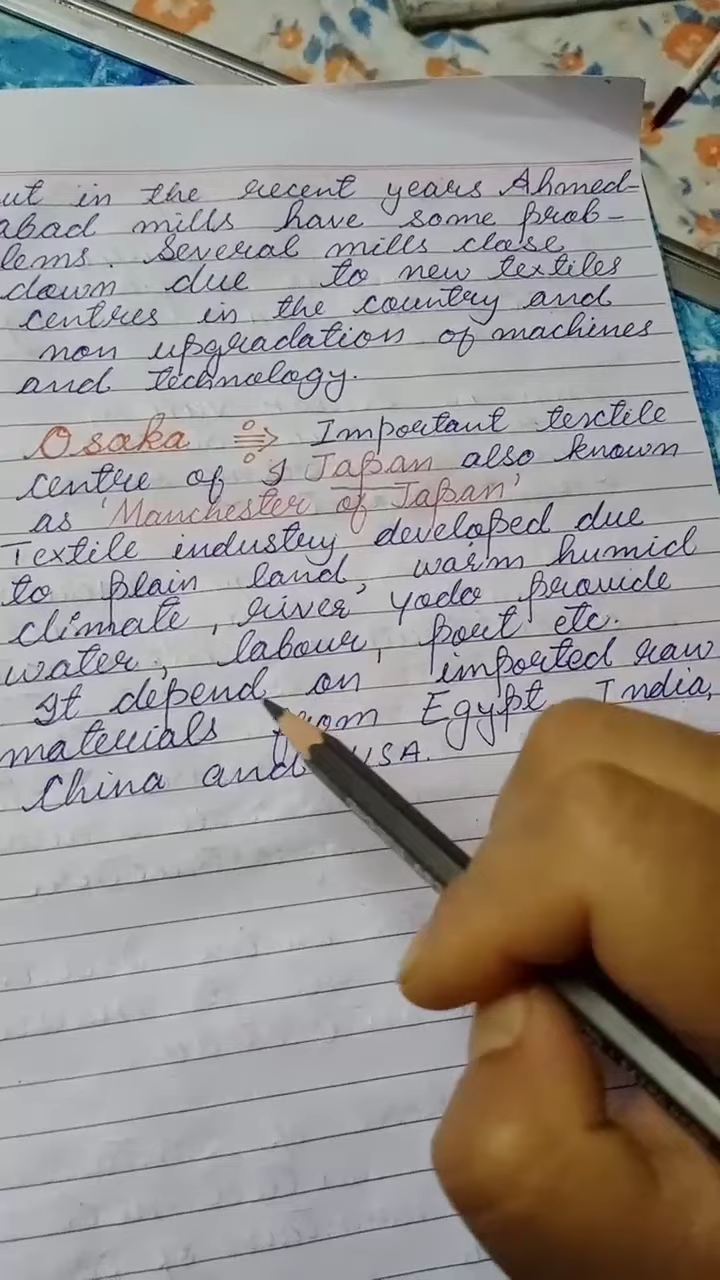 ut in the recent years Ahmed-
abad mills have some prob-
lems. Several mills close
down due to new textiles
centres in the country and
non upgradation of machines
and technology.
Osaka ⇒ Important textile
centre of Japan also known
as 'Manchester of Japan'
Textile industry developed due
to plain land, warm humid
climate, river Yodo provide
water, labour, port etc.
It depend on imported raw
materials from Egypt, India,
China and USA.